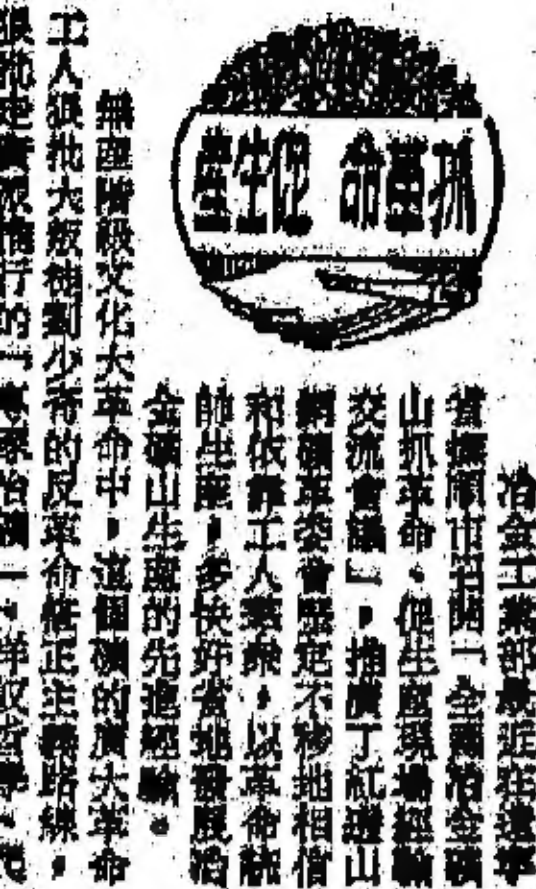 抓革命 促生產
冶金工業部最近在遼寧
省撫順市召開「全國冶金礦
山抓革命、促生產現場經驗
交流會議」，推廣了紅透山
銅礦革委會堅定不移地相信
和依靠工人羣衆，以革命統
帥生產，多快好省地發展冶
金礦山生產的先進經驗。
無產階級文化大革命中，這個礦的廣大革命
工人狠批大叛徒劉少奇的反革命修正主義路線，
狠批走資派推行的「專家治礦」、洋奴哲學、爬